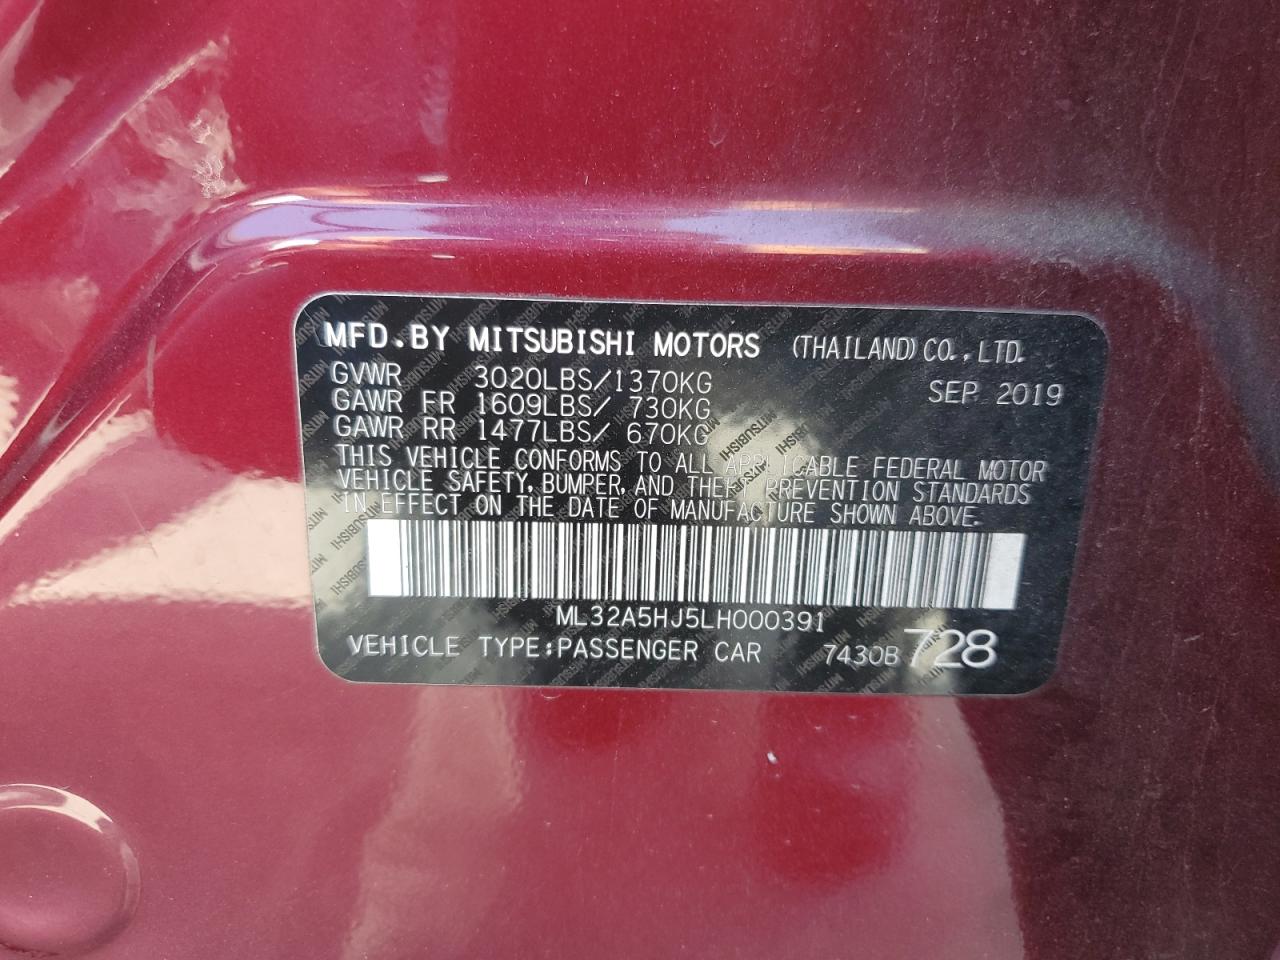 MFD.BY MITSUBISHI MOTORS (THAILAND)CO.,LTD.
GVWR 3020LBS/1370KG SEP 2019
GAWR FR 1609LBS/ 730KG
GAWR RR 1477LBS/ 670KG
THIS VEHICLE CONFORMS TO ALL APPLICABLE FEDERAL MOTOR
VEHICLE SAFETY, BUMPER, AND THEFT PREVENTION STANDARDS
IN EFFECT ON THE DATE OF MANUFACTURE SHOWN ABOVE.
ML32A5HJ5LH000391
VEHICLE TYPE:PASSENGER CAR 7430B 728